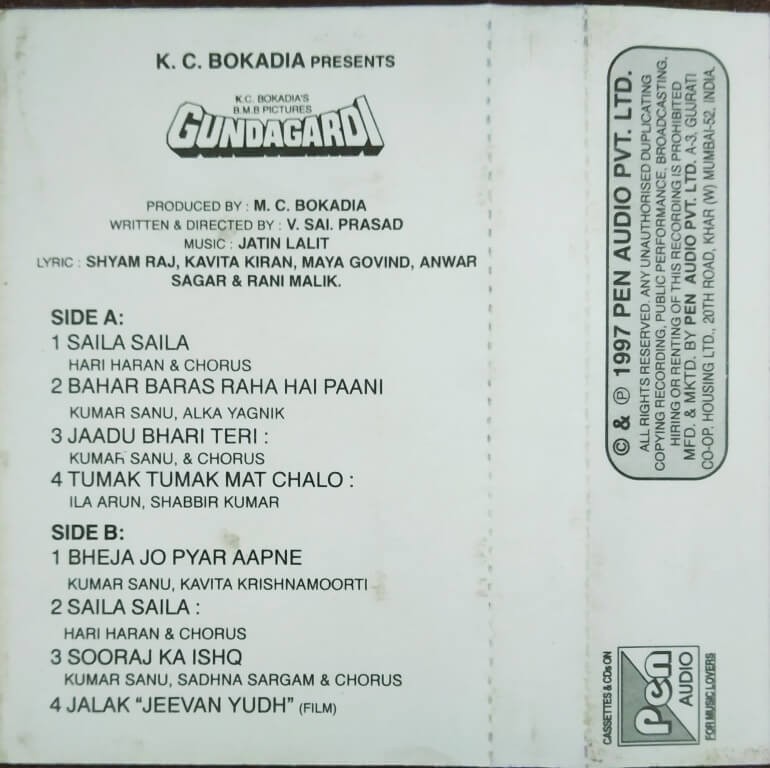 K. C. BOKADIA PRESENTS
K.C. BOKADIA'S
B.M.B PICTURES
GUNDAGARDI
PRODUCED BY : M. C. BOKADIA
WRITTEN & DIRECTED BY : V. SAI. PRASAD
MUSIC : JATIN LALIT
LYRIC : SHYAM RAJ, KAVITA KIRAN, MAYA GOVIND, ANWAR
SAGAR & RANI MALIK.
SIDE A:
1 SAILA SAILA
HARI HARAN & CHORUS
2 BAHAR BARAS RAHA HAI PAANI
KUMAR SANU, ALKA YAGNIK
3 JAADU BHARI TERI :
KUMAR SANU, & CHORUS
4 TUMAK TUMAK MAT CHALO :
ILA ARUN, SHABBIR KUMAR
SIDE B:
1 BHEJA JO PYAR AAPNE
KUMAR SANU, KAVITA KRISHNAMOORTI
2 SAILA SAILA :
HARI HARAN & CHORUS
3 SOORAJ KA ISHQ
KUMAR SANU, SADHNA SARGAM & CHORUS
4 JALAK "JEEVAN YUDH" (FILM)
© & ℗ 1997 PEN AUDIO PVT. LTD.
ALL RIGHTS RESERVED. ANY UNAUTHORISED DUPLICATING
COPYING RECORDING, PUBLIC PERFORMANCE, BROADCASTING,
HIRING OR RENTING OF THIS RECORDING IS PROHIBITED
MFD. & MKTD. BY PEN AUDIO PVT. LTD. A-3, GUJRATI
CO-OP. HOUSING LTD., 20TH ROAD, KHAR (W) MUMBAI-52, INDIA.
CASSETTES & CDs ON
Pen
AUDIO
FOR MUSIC LOVERS